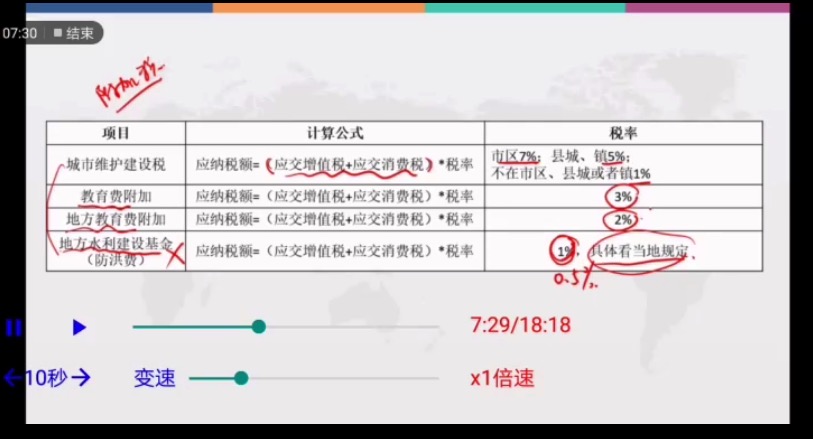 07:30 结束
附加税
项目 计算公式 税率
城市维护建设税 应纳税额=（应交增值税+应交消费税）*税率 市区7%；县城、镇5%；
不在市区、县城或者镇1%
教育费附加 应纳税额=（应交增值税+应交消费税）*税率 3%
地方教育费附加 应纳税额=（应交增值税+应交消费税）*税率 2%
地方水利建设基金 应纳税额=（应交增值税+应交消费税）*税率 1%，具体看当地规定
（防洪费）
0.5%
7:29/18:18
10秒 变速 x1倍速